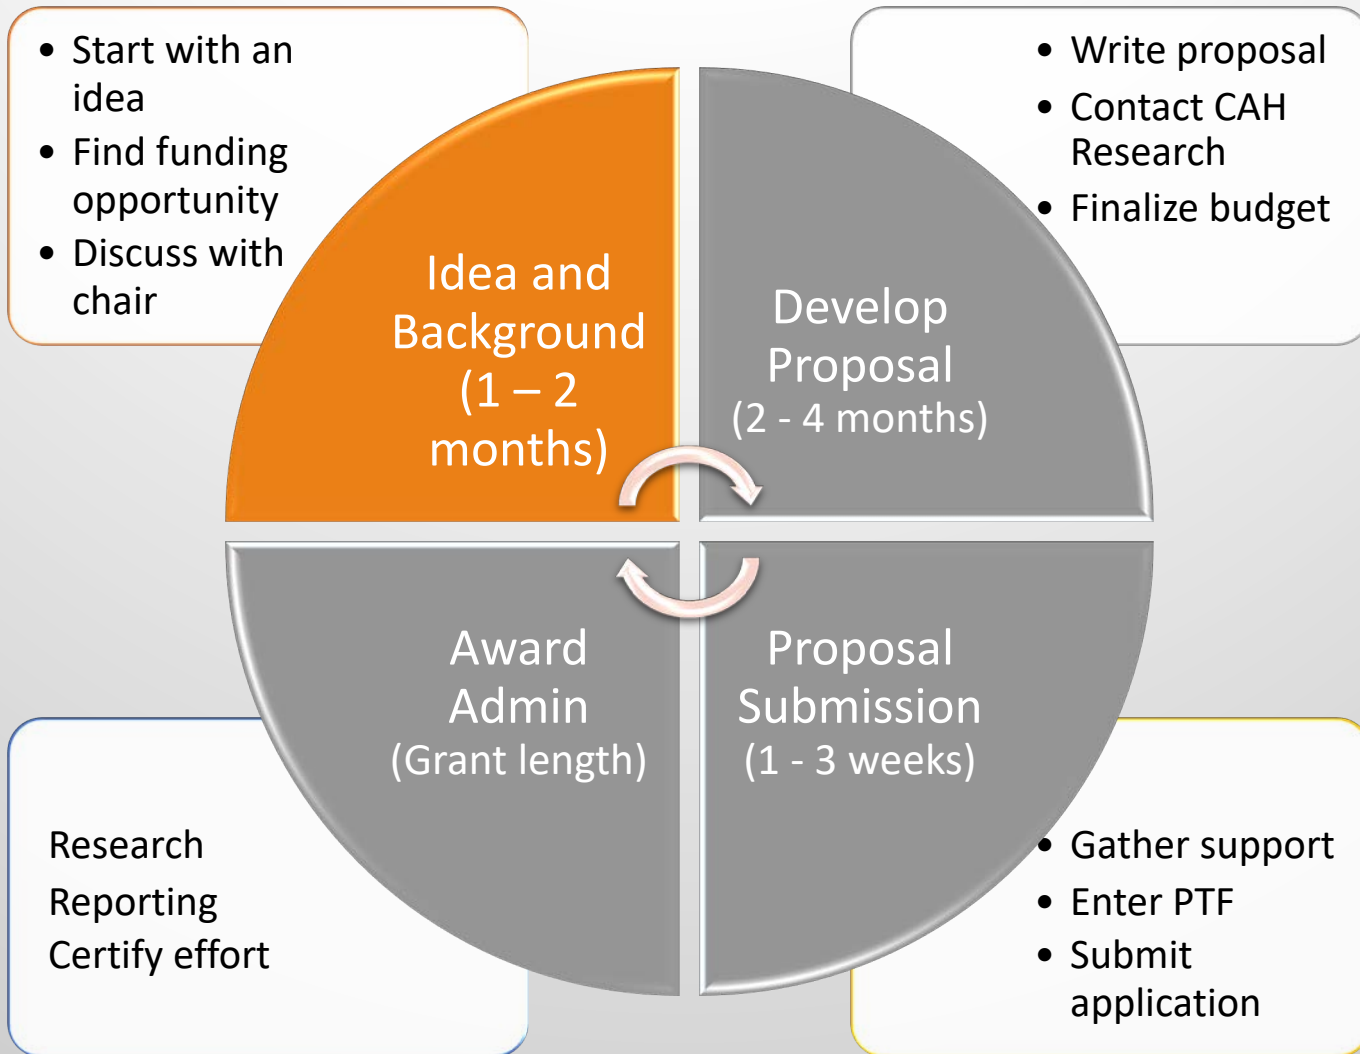 • Start with an
idea
• Find funding
opportunity
• Discuss with
chair
• Write proposal
• Contact CAH
Research
• Finalize budget
Idea and
Background
(1 – 2
months)
Develop
Proposal
(2 - 4 months)
Award
Admin
(Grant length)
Proposal
Submission
(1 - 3 weeks)
Research
Reporting
Certify effort
• Gather support
• Enter PTF
• Submit
application